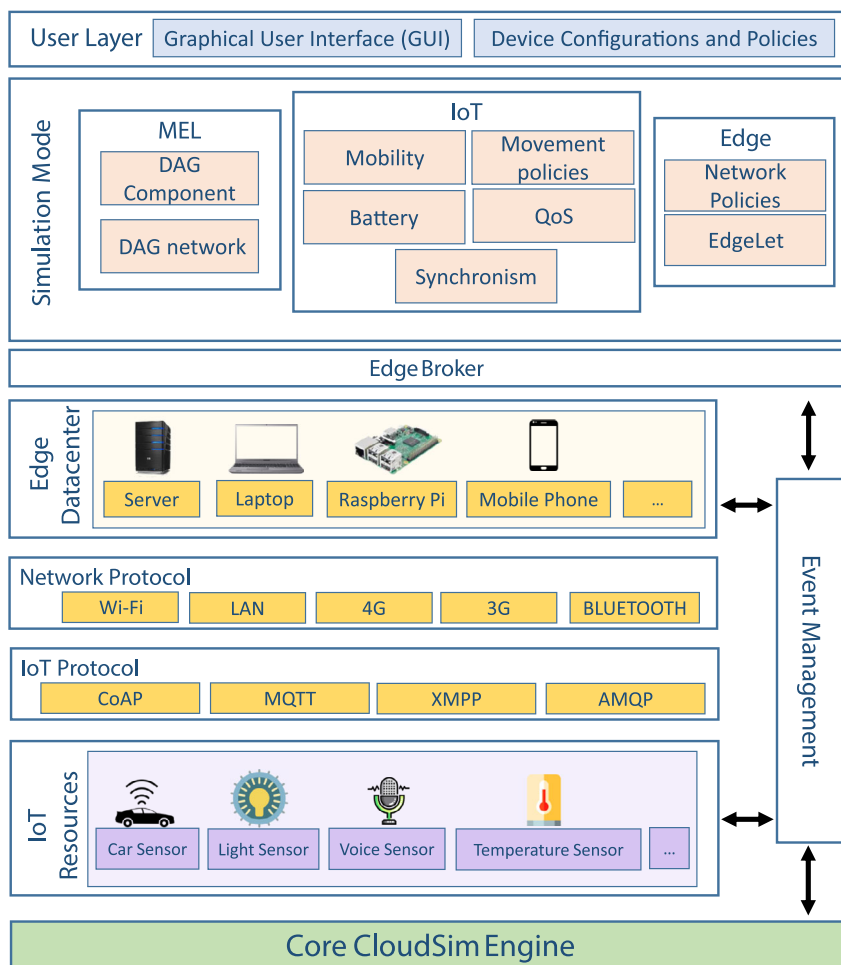 User Layer
Graphical User Interface (GUI)
Device Configurations and Policies
Simulation Mode
MEL
DAG
Component
DAG network
IoT
Mobility
Movement
policies
Battery
QoS
Synchronism
Edge
Network
Policies
EdgeLet
Edge Broker
Edge
Datacenter
Server
Laptop
Raspberry Pi
Mobile Phone
...
Network Protocol
Wi-Fi
LAN
4G
3G
BLUETOOTH
IoT Protocol
CoAP
MQTT
XMPP
AMQP
IoT
Resources
Car Sensor
Light Sensor
Voice Sensor
Temperature Sensor
...
Event Management
Core CloudSim Engine